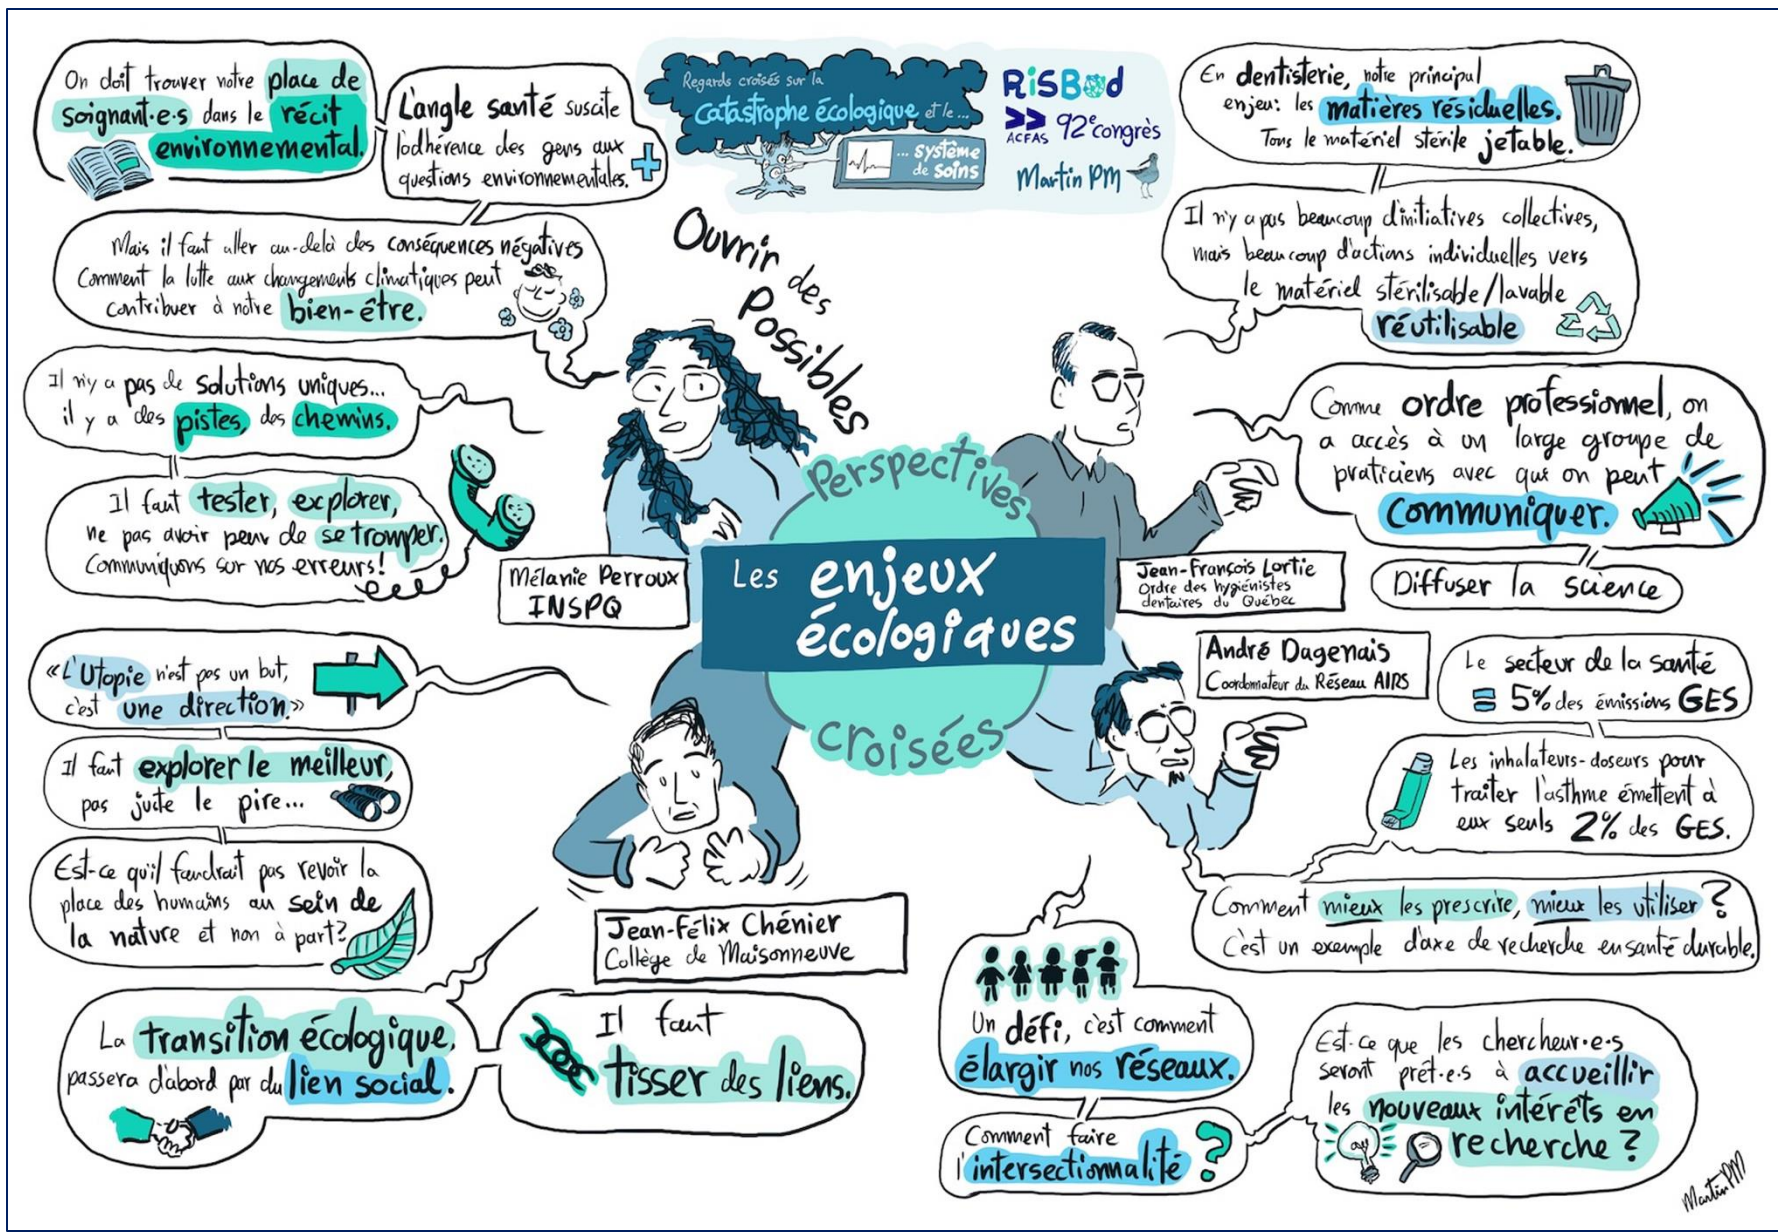 Regards croisés sur la
catastrophe écologique et le ...
... système
de soins
RiSBOd
ACFAS 92e congrès
Martin PM
Ouvrir des
Possibles
Perspectives
Les enjeux
écologiques
croisées
On doit trouver notre place de
soignant·e·s dans le récit
environnemental.
L'angle santé suscite
l'adhérence des gens aux
questions environnementales.
Mais il faut aller au-delà des conséquences négatives
Comment la lutte aux changements climatiques peut
contribuer à notre bien-être.
Il n'y a pas de solutions uniques...
il y a des pistes, des chemins.
Il faut tester, explorer,
ne pas avoir peur de se tromper.
Communiquons sur nos erreurs!
Mélanie Perroux
INSPQ
«L'Utopie n'est pas un but,
c'est une direction.»
Il faut explorer le meilleur,
pas juste le pire...
Est-ce qu'il faudrait pas revoir la
place des humains au sein de
la nature et non à part?
Jean-Félix Chénier
Collège de Maisonneuve
La transition écologique,
passera d'abord par du lien social.
Il faut
tisser des liens.
En dentisterie, notre principal
enjeu: les matières résiduelles.
Tous le matériel stérile jetable.
Il n'y a pas beaucoup d'initiatives collectives,
mais beaucoup d'actions individuelles vers
le matériel stérilisable/lavable
réutilisable
Comme ordre professionnel, on
a accès à un large groupe de
praticiens avec qui on peut
communiquer.
Diffuser la science
Jean-François Lortie
Ordre des hygiénistes
dentaires du Québec
André Dagenais
Coordonnateur du Réseau AIRS
Le secteur de la santé
= 5% des émissions GES
Les inhalateurs-doseurs pour
traiter l'asthme émettent à
eux seuls 2% des GES.
Comment mieux les prescrire, mieux les utiliser?
C'est un exemple d'axe de recherche en santé durable.
Un défi, c'est comment
élargir nos réseaux.
Comment faire
l'intersectionnalité ?
Est-ce que les chercheur·e·s
seront prêt·e·s à accueillir
les nouveaux intérêts en
recherche ?
Martin PM